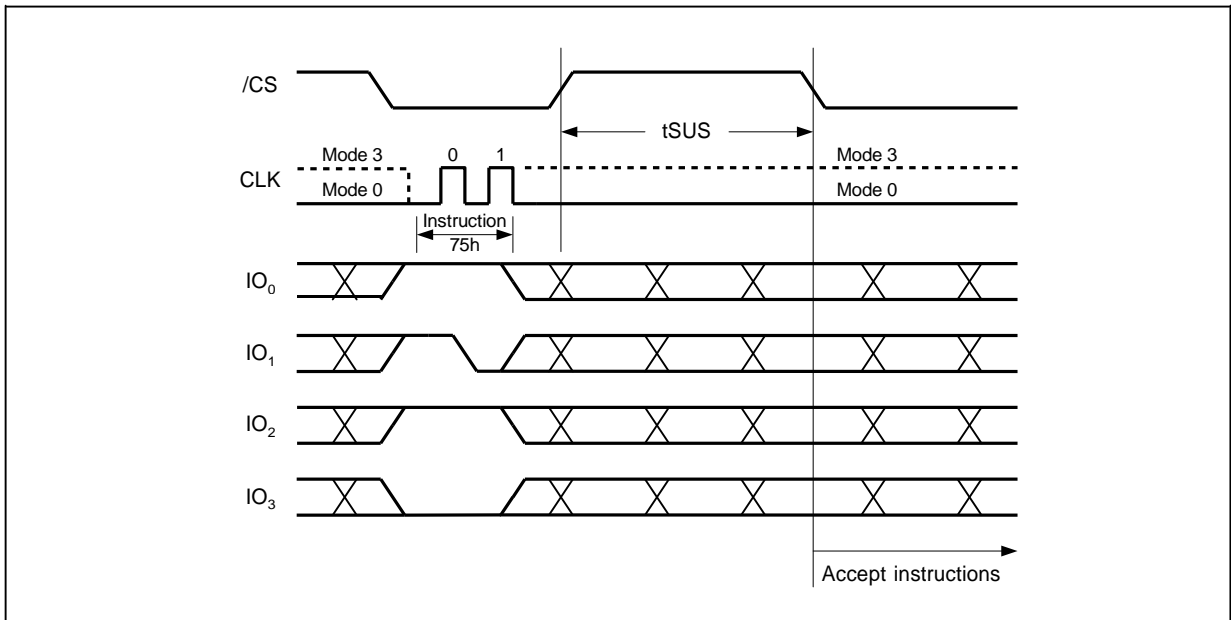 /CS
tSUS
Mode 3 0 1 Mode 3
CLK
Mode 0 Mode 0
Instruction
75h
IO₀
IO₁
IO₂
IO₃
Accept instructions